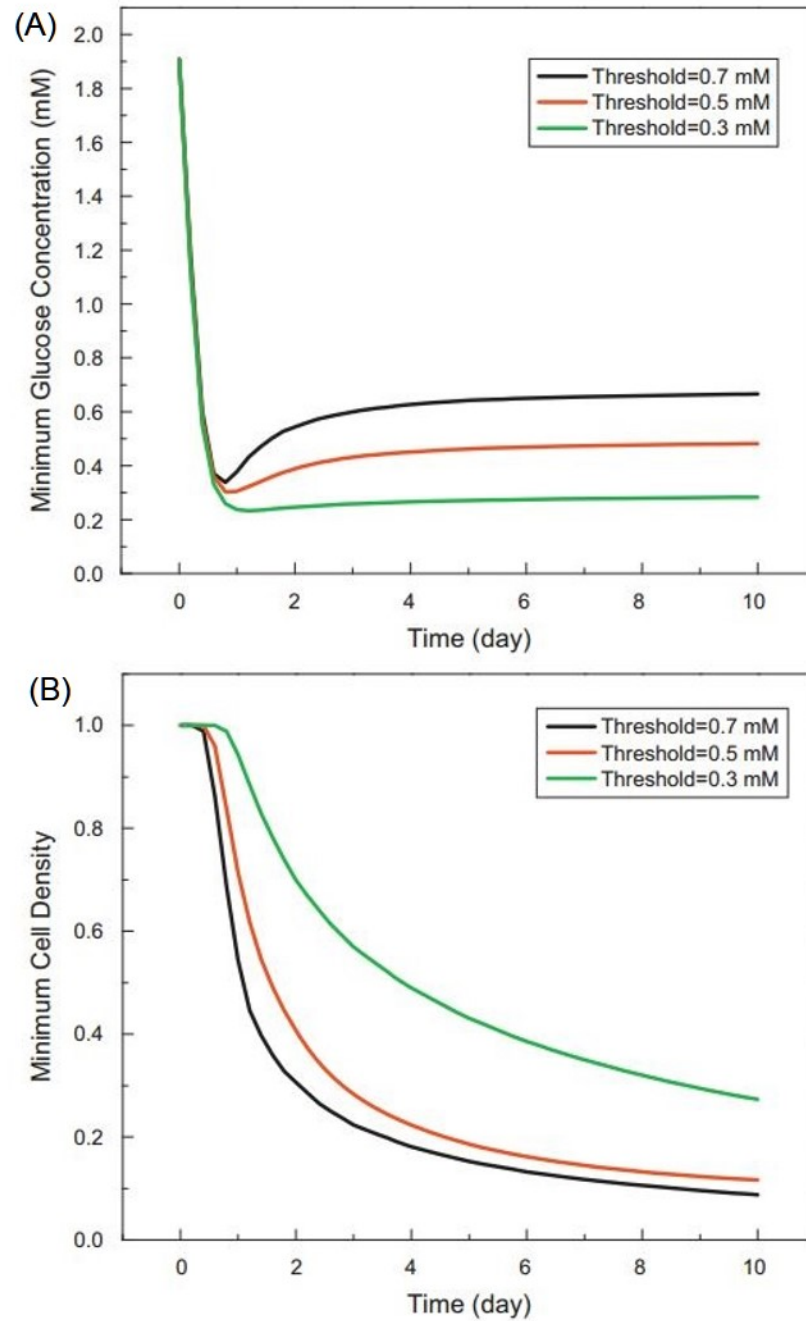 (A)
Minimum Glucose Concentration (mM)
2.0
1.8
1.6
1.4
1.2
1.0
0.8
0.6
0.4
0.2
0.0
Threshold=0.7 mM
Threshold=0.5 mM
Threshold=0.3 mM
0 2 4 6 8 10
Time (day)
(B)
Minimum Cell Density
1.0
0.8
0.6
0.4
0.2
0.0
Threshold=0.7 mM
Threshold=0.5 mM
Threshold=0.3 mM
0 2 4 6 8 10
Time (day)